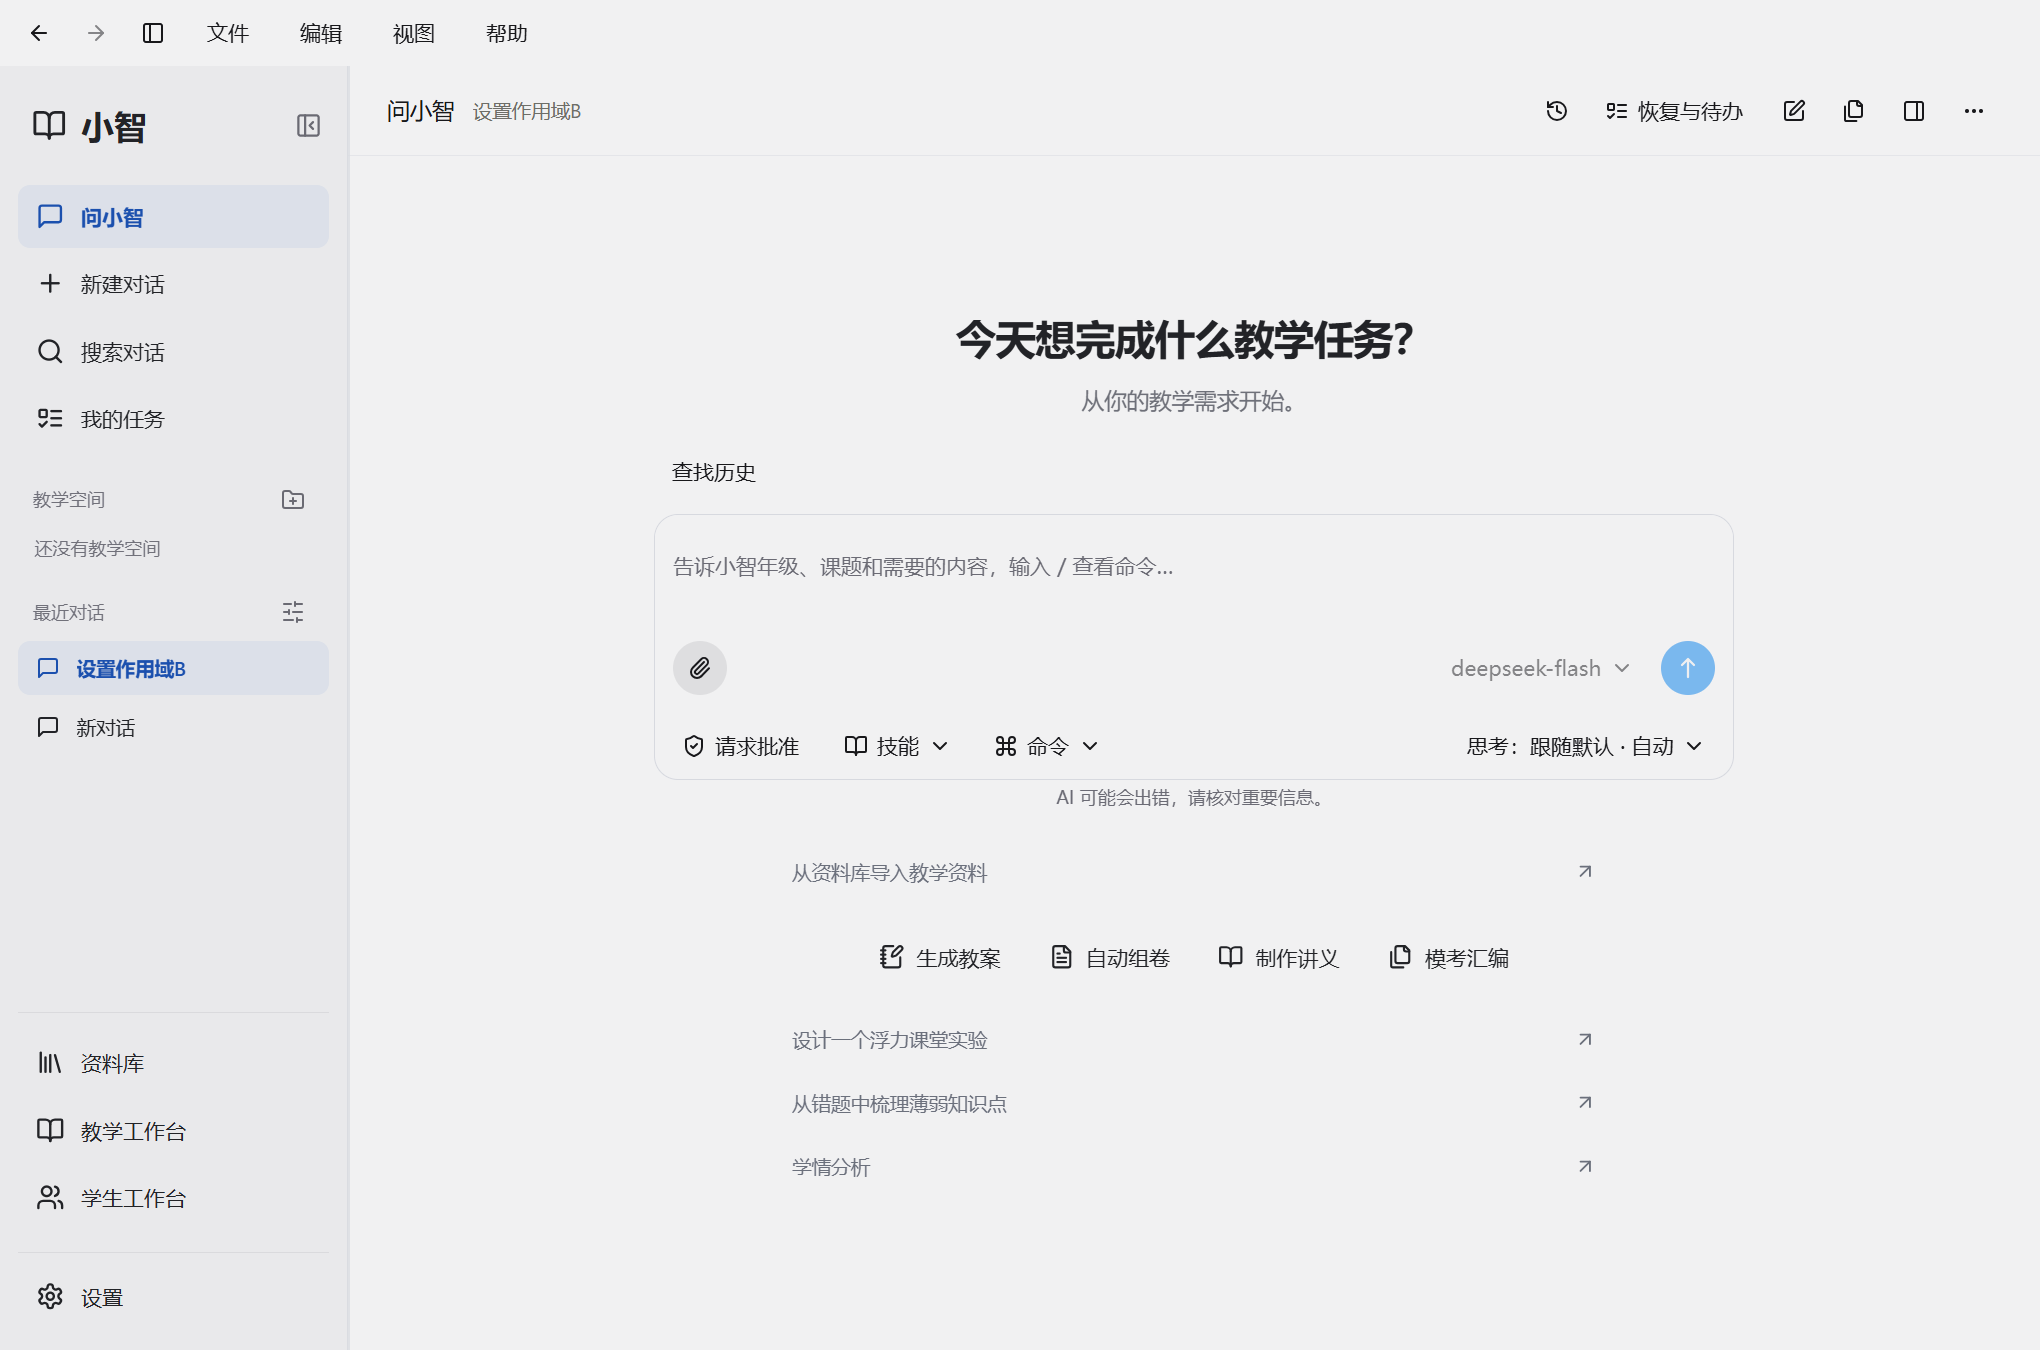 文件 编辑 视图 帮助
小智
问小智
新建对话
搜索对话
我的任务
教学空间
还没有教学空间
最近对话
设置作用域B
新对话
资料库
教学工作台
学生工作台
设置
问小智 设置作用域B 恢复与待办
今天想完成什么教学任务？
从你的教学需求开始。
查找历史
告诉小智年级、课题和需要的内容，输入 / 查看命令...
deepseek-flash
请求批准 技能 命令 思考：跟随默认 · 自动
AI 可能会出错，请核对重要信息。
从资料库导入教学资料
生成教案 自动组卷 制作讲义 模考汇编
设计一个浮力课堂实验
从错题中梳理薄弱知识点
学情分析